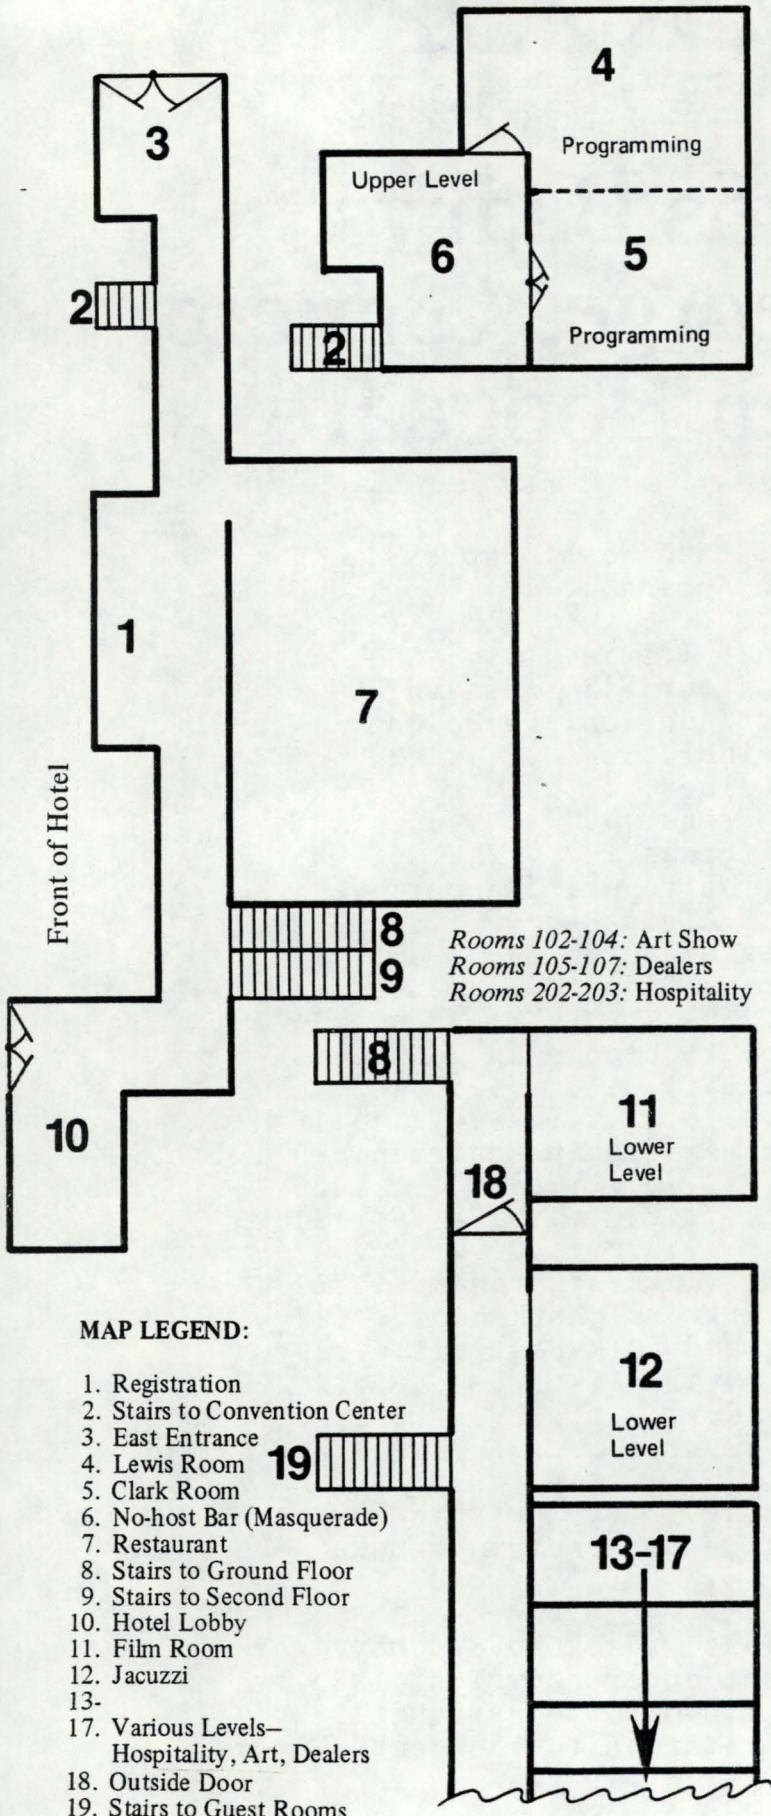 4
Programming
3
Upper Level
6
5
2
2
Programming
1
7
Front of Hotel
8
9
Rooms 102-104: Art Show
Rooms 105-107: Dealers
Rooms 202-203: Hospitality
8
11
Lower
Level
10
18
12
Lower
Level
19
13-17
MAP LEGEND:
1. Registration
2. Stairs to Convention Center
3. East Entrance
4. Lewis Room
5. Clark Room
6. No-host Bar (Masquerade)
7. Restaurant
8. Stairs to Ground Floor
9. Stairs to Second Floor
10. Hotel Lobby
11. Film Room
12. Jacuzzi
13-
17. Various Levels—
Hospitality, Art, Dealers
18. Outside Door
19. Stairs to Guest Rooms